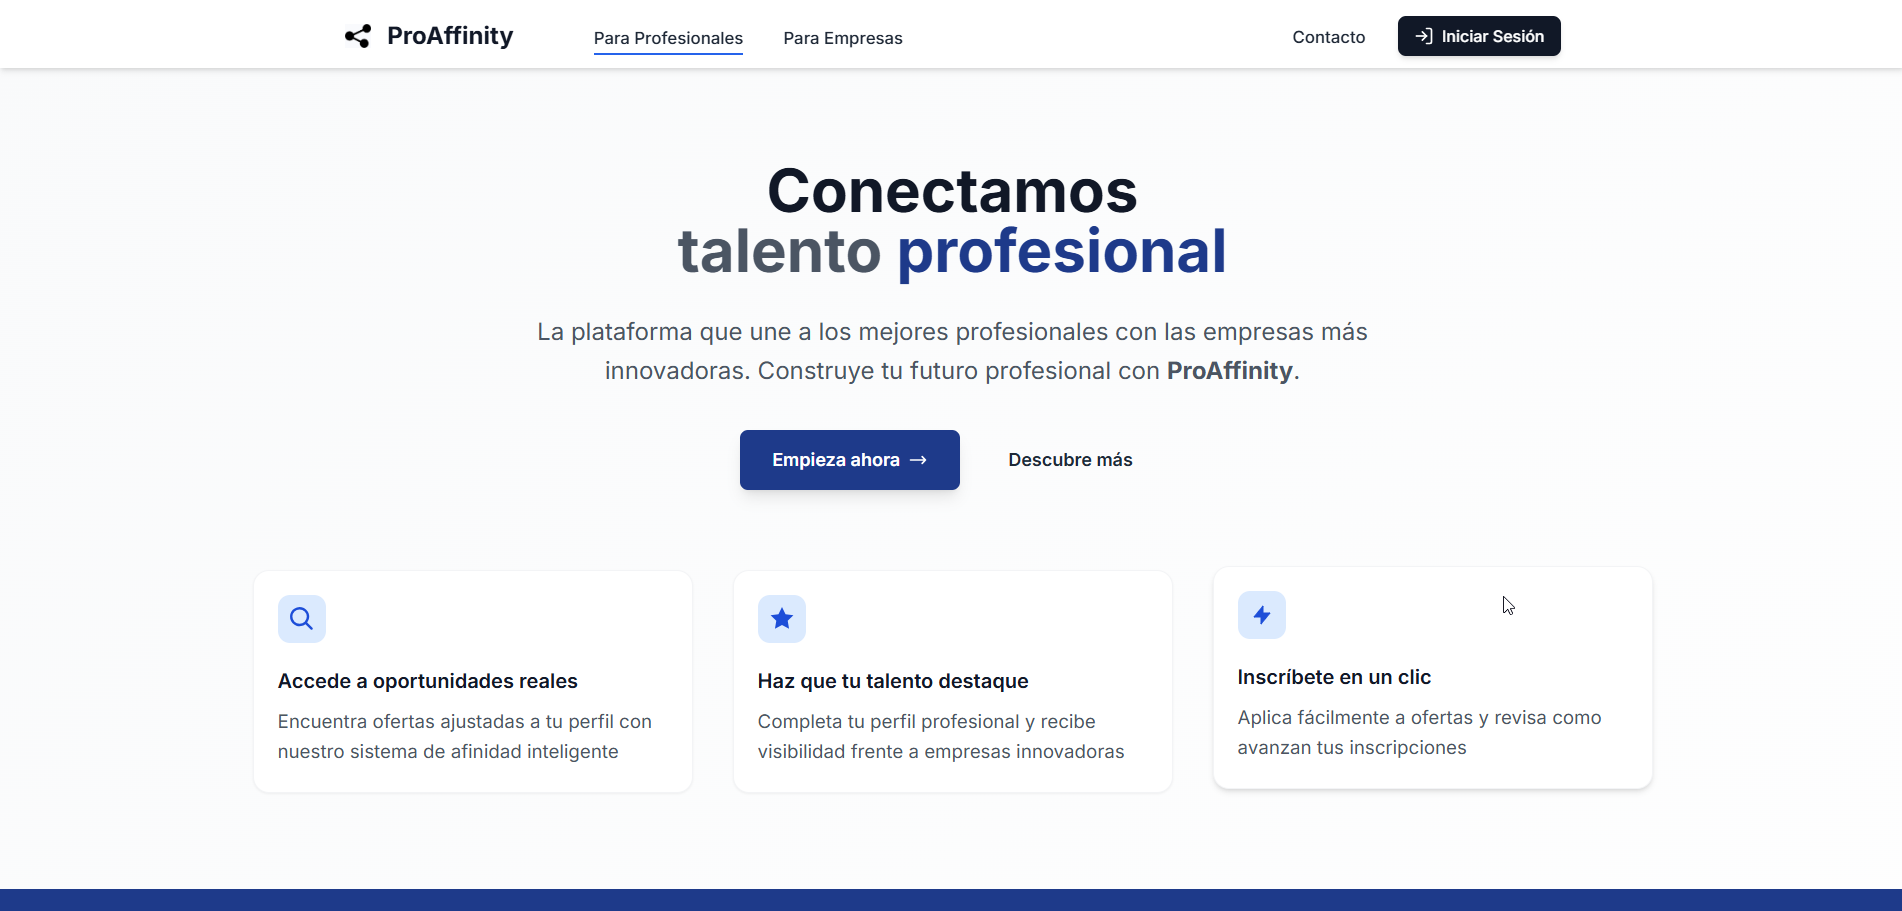 ProAffinity
Para Profesionales
Para Empresas
Contacto
Iniciar Sesión
Conectamos
talento profesional
La plataforma que une a los mejores profesionales con las empresas más
innovadoras. Construye tu futuro profesional con ProAffinity.
Empieza ahora →
Descubre más
Accede a oportunidades reales
Encuentra ofertas ajustadas a tu perfil con
nuestro sistema de afinidad inteligente
Haz que tu talento destaque
Completa tu perfil profesional y recibe
visibilidad frente a empresas innovadoras
Inscríbete en un clic
Aplica fácilmente a ofertas y revisa como
avanzan tus inscripciones